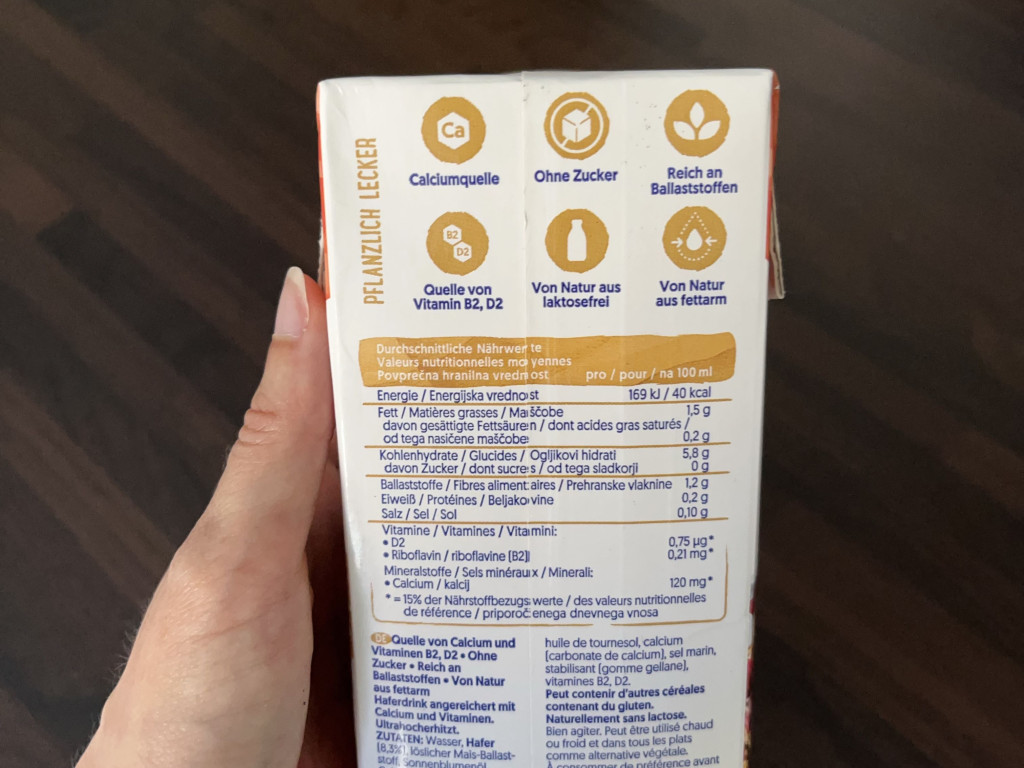 PFLANZLICH LECKER
Ca
Calciumquelle
Ohne Zucker
Reich an
Ballaststoffen
B2
D2
Quelle von
Vitamin B2, D2
Von Natur aus
laktosefrei
Von Natur
aus fettarm
Durchschnittliche Nährwerte
Valeurs nutritionnelles moyennes
Povprečna hranilna vrednost pro / pour / na 100 ml
Energie / Energijska vrednost 169 kJ / 40 kcal
Fett / Matières grasses / Maščobe 1,5 g
davon gesättigte Fettsäuren / dont acides gras saturés /
od tega nasičene maščobe 0,2 g
Kohlenhydrate / Glucides / Ogljikovi hidrati 5,8 g
davon Zucker / dont sucres / od tega sladkorji 0 g
Ballaststoffe / Fibres alimentaires / Prehranske vlaknine 1,2 g
Eiweiß / Protéines / Beljakovine 0,2 g
Salz / Sel / Sol 0,10 g
Vitamine / Vitamines / Vitamini:
• D2 0,75 µg*
• Riboflavin / riboflavine (B2) 0,21 mg*
Mineralstoffe / Sels minéraux / Minerali:
• Calcium / kalcij 120 mg*
* = 15% der Nährstoffbezugswerte / des valeurs nutritionnelles
de référence / priporočenega dnevnega vnosa
DE Quelle von Calcium und
Vitaminen B2, D2 • Ohne
Zucker • Reich an
Ballaststoffen • Von Natur
aus fettarm
Haferdrink angereichert mit
Calcium und Vitaminen.
Ultrahocherhitzt.
ZUTATEN: Wasser, Hafer
(8,3%), löslicher Mais-Ballast-
stoff, Sonnenblumenöl,
huile de tournesol, calcium
(carbonate de calcium), sel marin,
stabilisant (gomme gellane),
vitamines B2, D2.
Peut contenir d'autres céréales
contenant du gluten.
Naturellement sans lactose.
Bien agiter. Peut être utilisé chaud
ou froid et dans tous les plats
comme alternative végétale.
À consommer de préférence avant